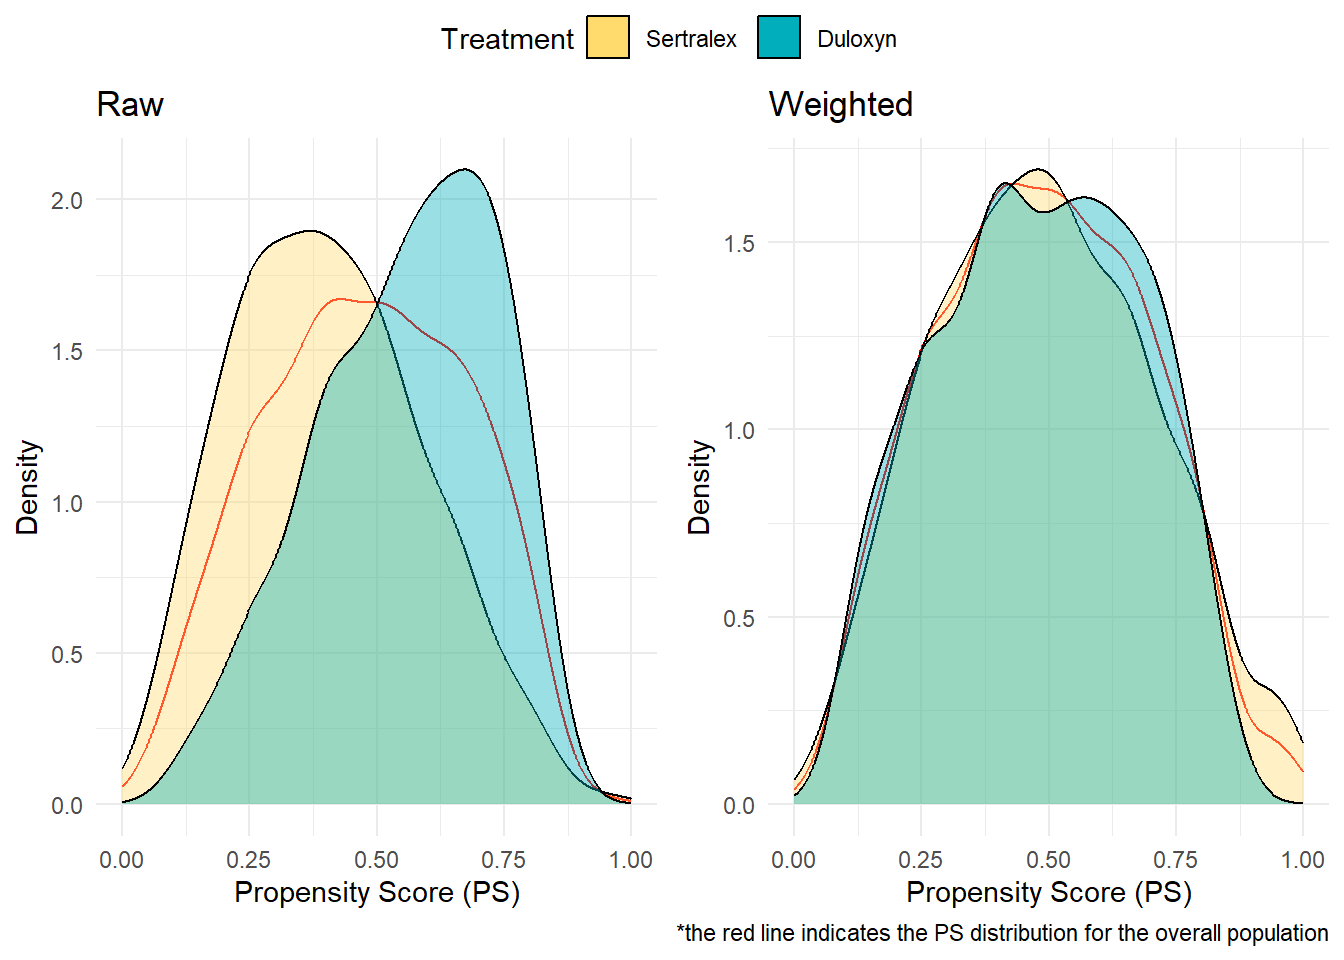 Treatment Sertralex Duloxyn
Raw
Density
2.0
1.5
1.0
0.5
0.0
0.00 0.25 0.50 0.75 1.00
Propensity Score (PS)
Weighted
Density
1.5
1.0
0.5
0.0
0.00 0.25 0.50 0.75 1.00
Propensity Score (PS)
*the red line indicates the PS distribution for the overall population